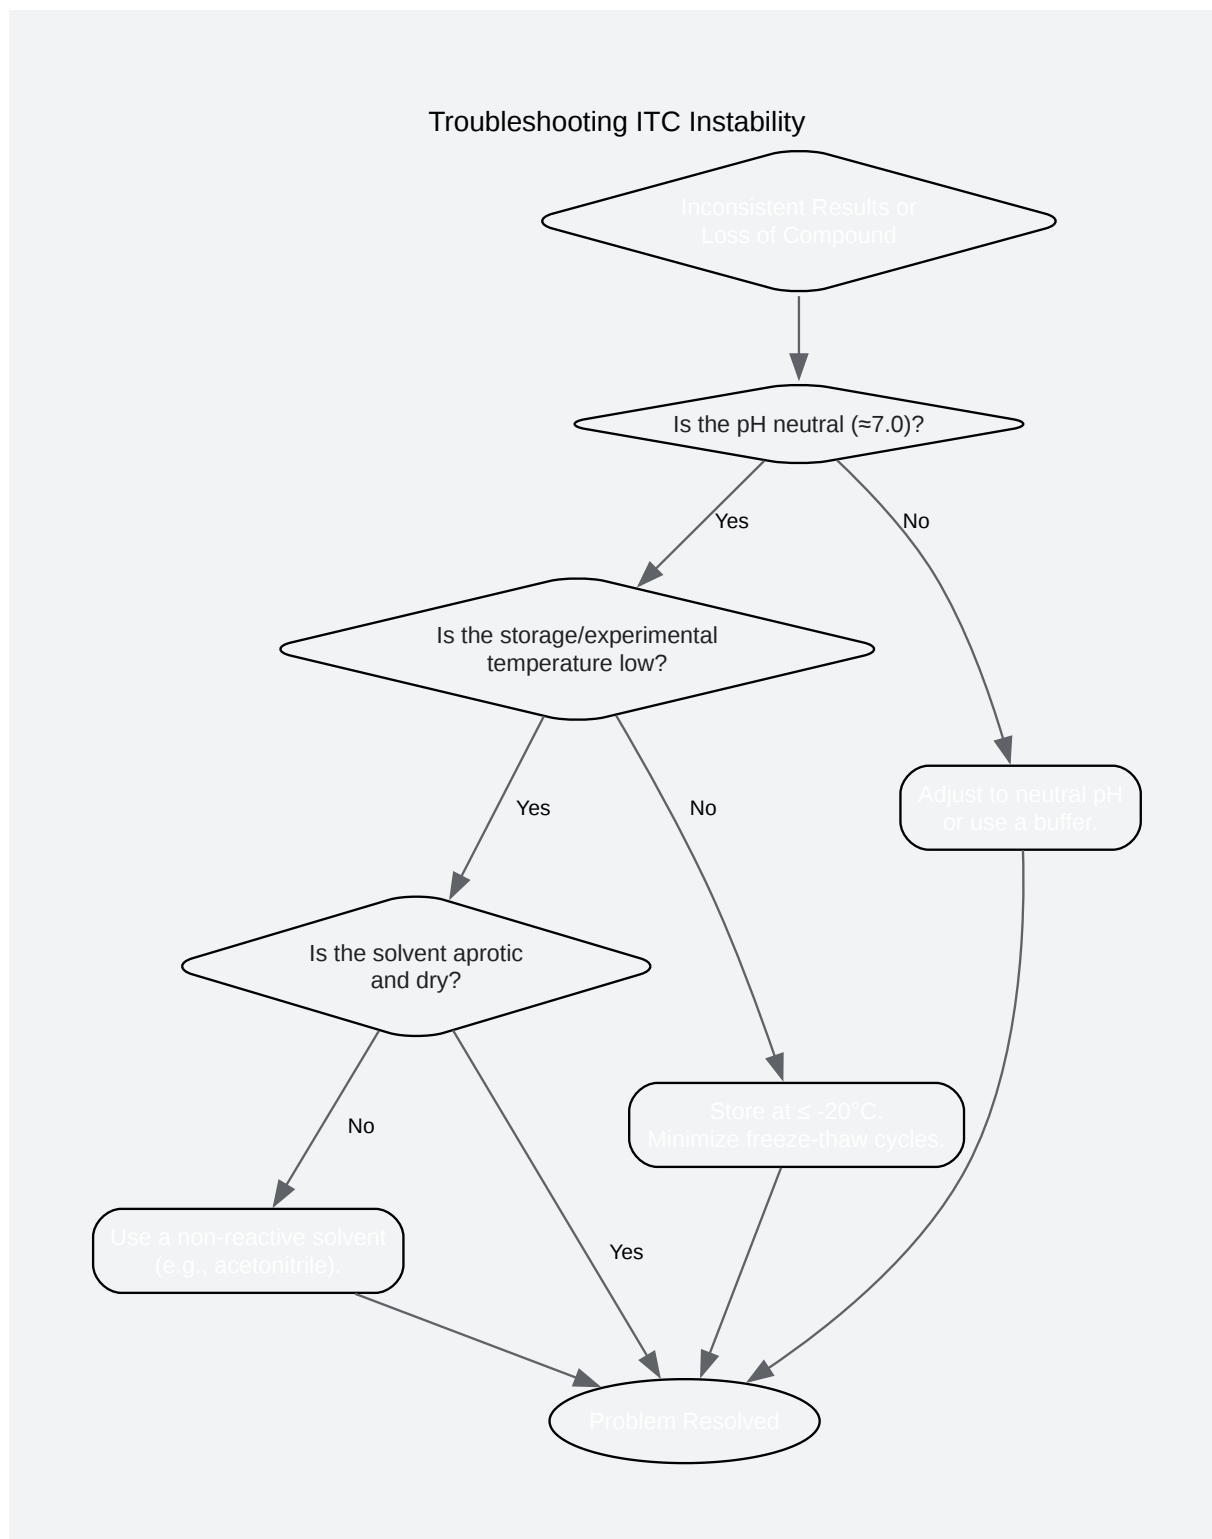 Troubleshooting ITC Instability
Inconsistent Results or
Loss of Compound
Is the pH neutral (≈7.0)?
Yes
No
Is the storage/experimental
temperature low?
Adjust to neutral pH
or use a buffer.
Yes
No
Is the solvent aprotic
and dry?
Store at ≤ -20°C.
Minimize freeze-thaw cycles.
No
Use a non-reactive solvent
(e.g., acetonitrile).
Yes
Problem Resolved